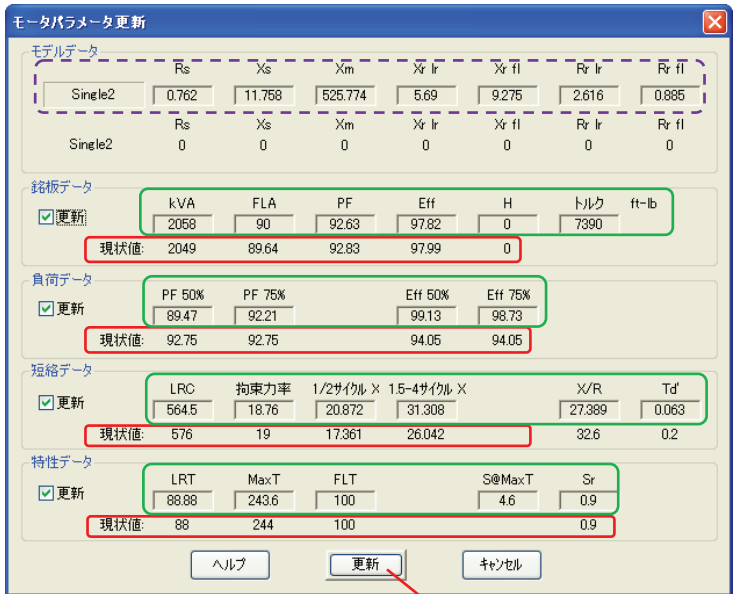 モータパラメータ更新
モデルデータ
Rs Xs Xm Xr lr Xr fl Rr lr Rr fl
Single2 0.762 11.758 525.774 5.69 9.275 2.616 0.885
Rs Xs Xm Xr lr Xr fl Rr lr Rr fl
Single2 0 0 0 0 0 0 0
銘板データ
kVA FLA PF Eff H トルク ft-lb
更新 2058 90 92.63 97.82 0 7390
現状値: 2049 89.64 92.83 97.99 0
負荷データ
PF 50% PF 75% Eff 50% Eff 75%
更新 89.47 92.21 99.13 98.73
現状値: 92.75 92.75 94.05 94.05
短絡データ
LRC 拘束力率 1/2サイクル X 1.5-4サイクル X X/R Td'
更新 564.5 18.76 20.872 31.308 27.389 0.063
現状値: 576 19 17.361 26.042 32.6 0.2
特性データ
LRT MaxT FLT S@MaxT Sr
更新 88.88 243.6 100 4.6 0.9
現状値: 88 244 100 0.9
ヘルプ 更新 キャンセル